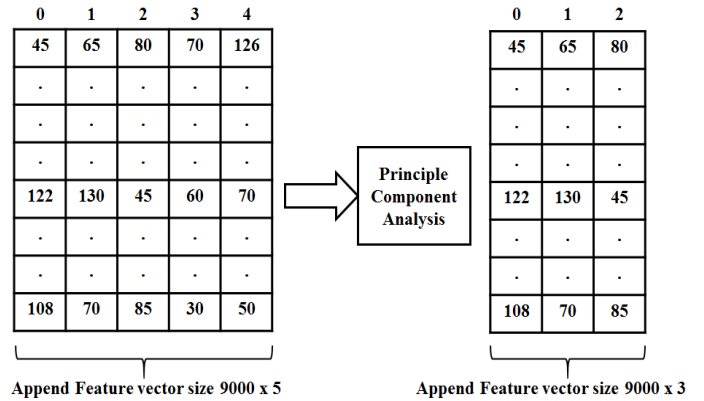 0 1 2 3 4
45 65 80 70 126
. . . . .
. . . . .
. . . . .
122 130 45 60 70
. . . . .
. . . . .
108 70 85 30 50
Append Feature vector size 9000 x 5
Principle
Component
Analysis
0 1 2
45 65 80
. . .
. . .
. . .
122 130 45
. . .
. . .
108 70 85
Append Feature vector size 9000 x 3